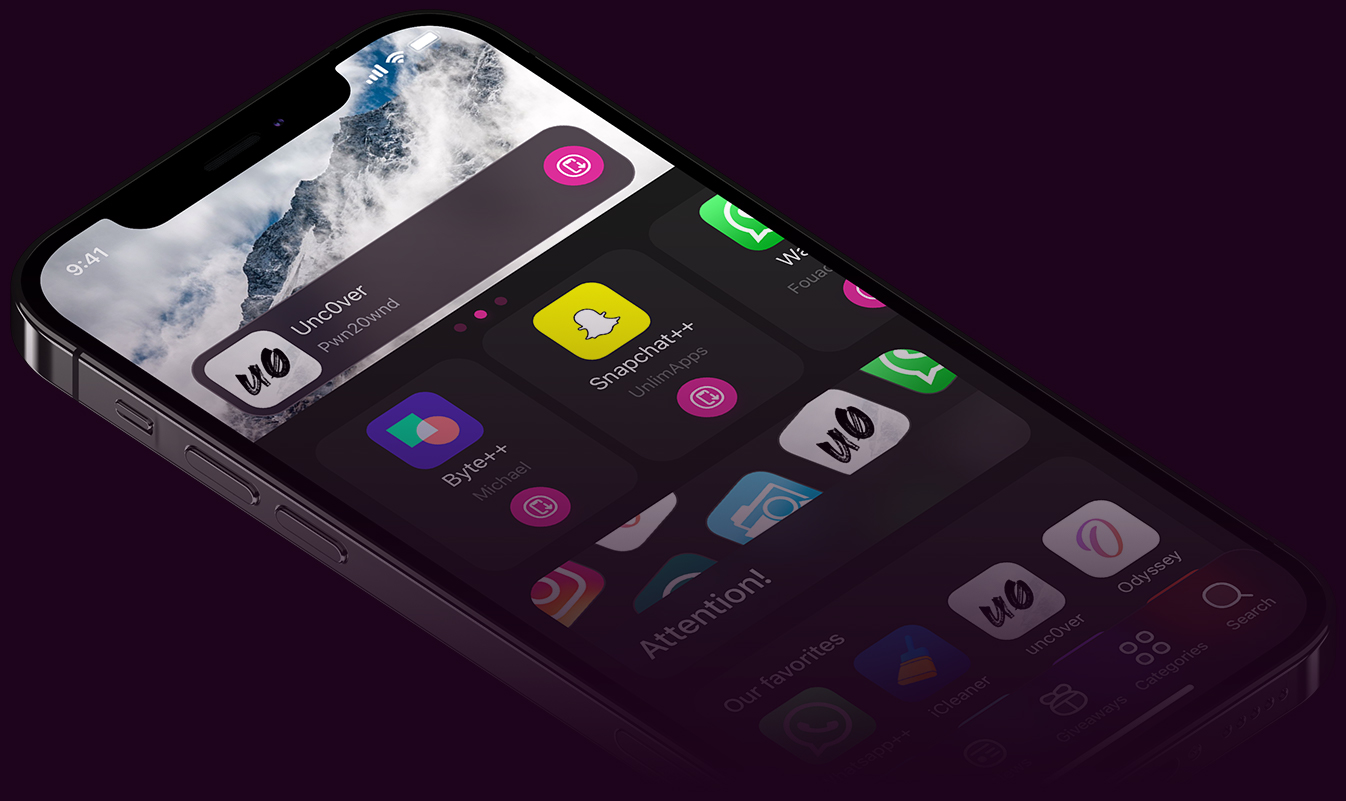 9:41
Unc0ver
Pwn20wnd
Byte++
Michael
Snapchat++
UnlimApps
Wa
Fouad
Attention!
Our favorites
iCleaner
unc0ver
Odyssey
Giveaways
Categories
Search